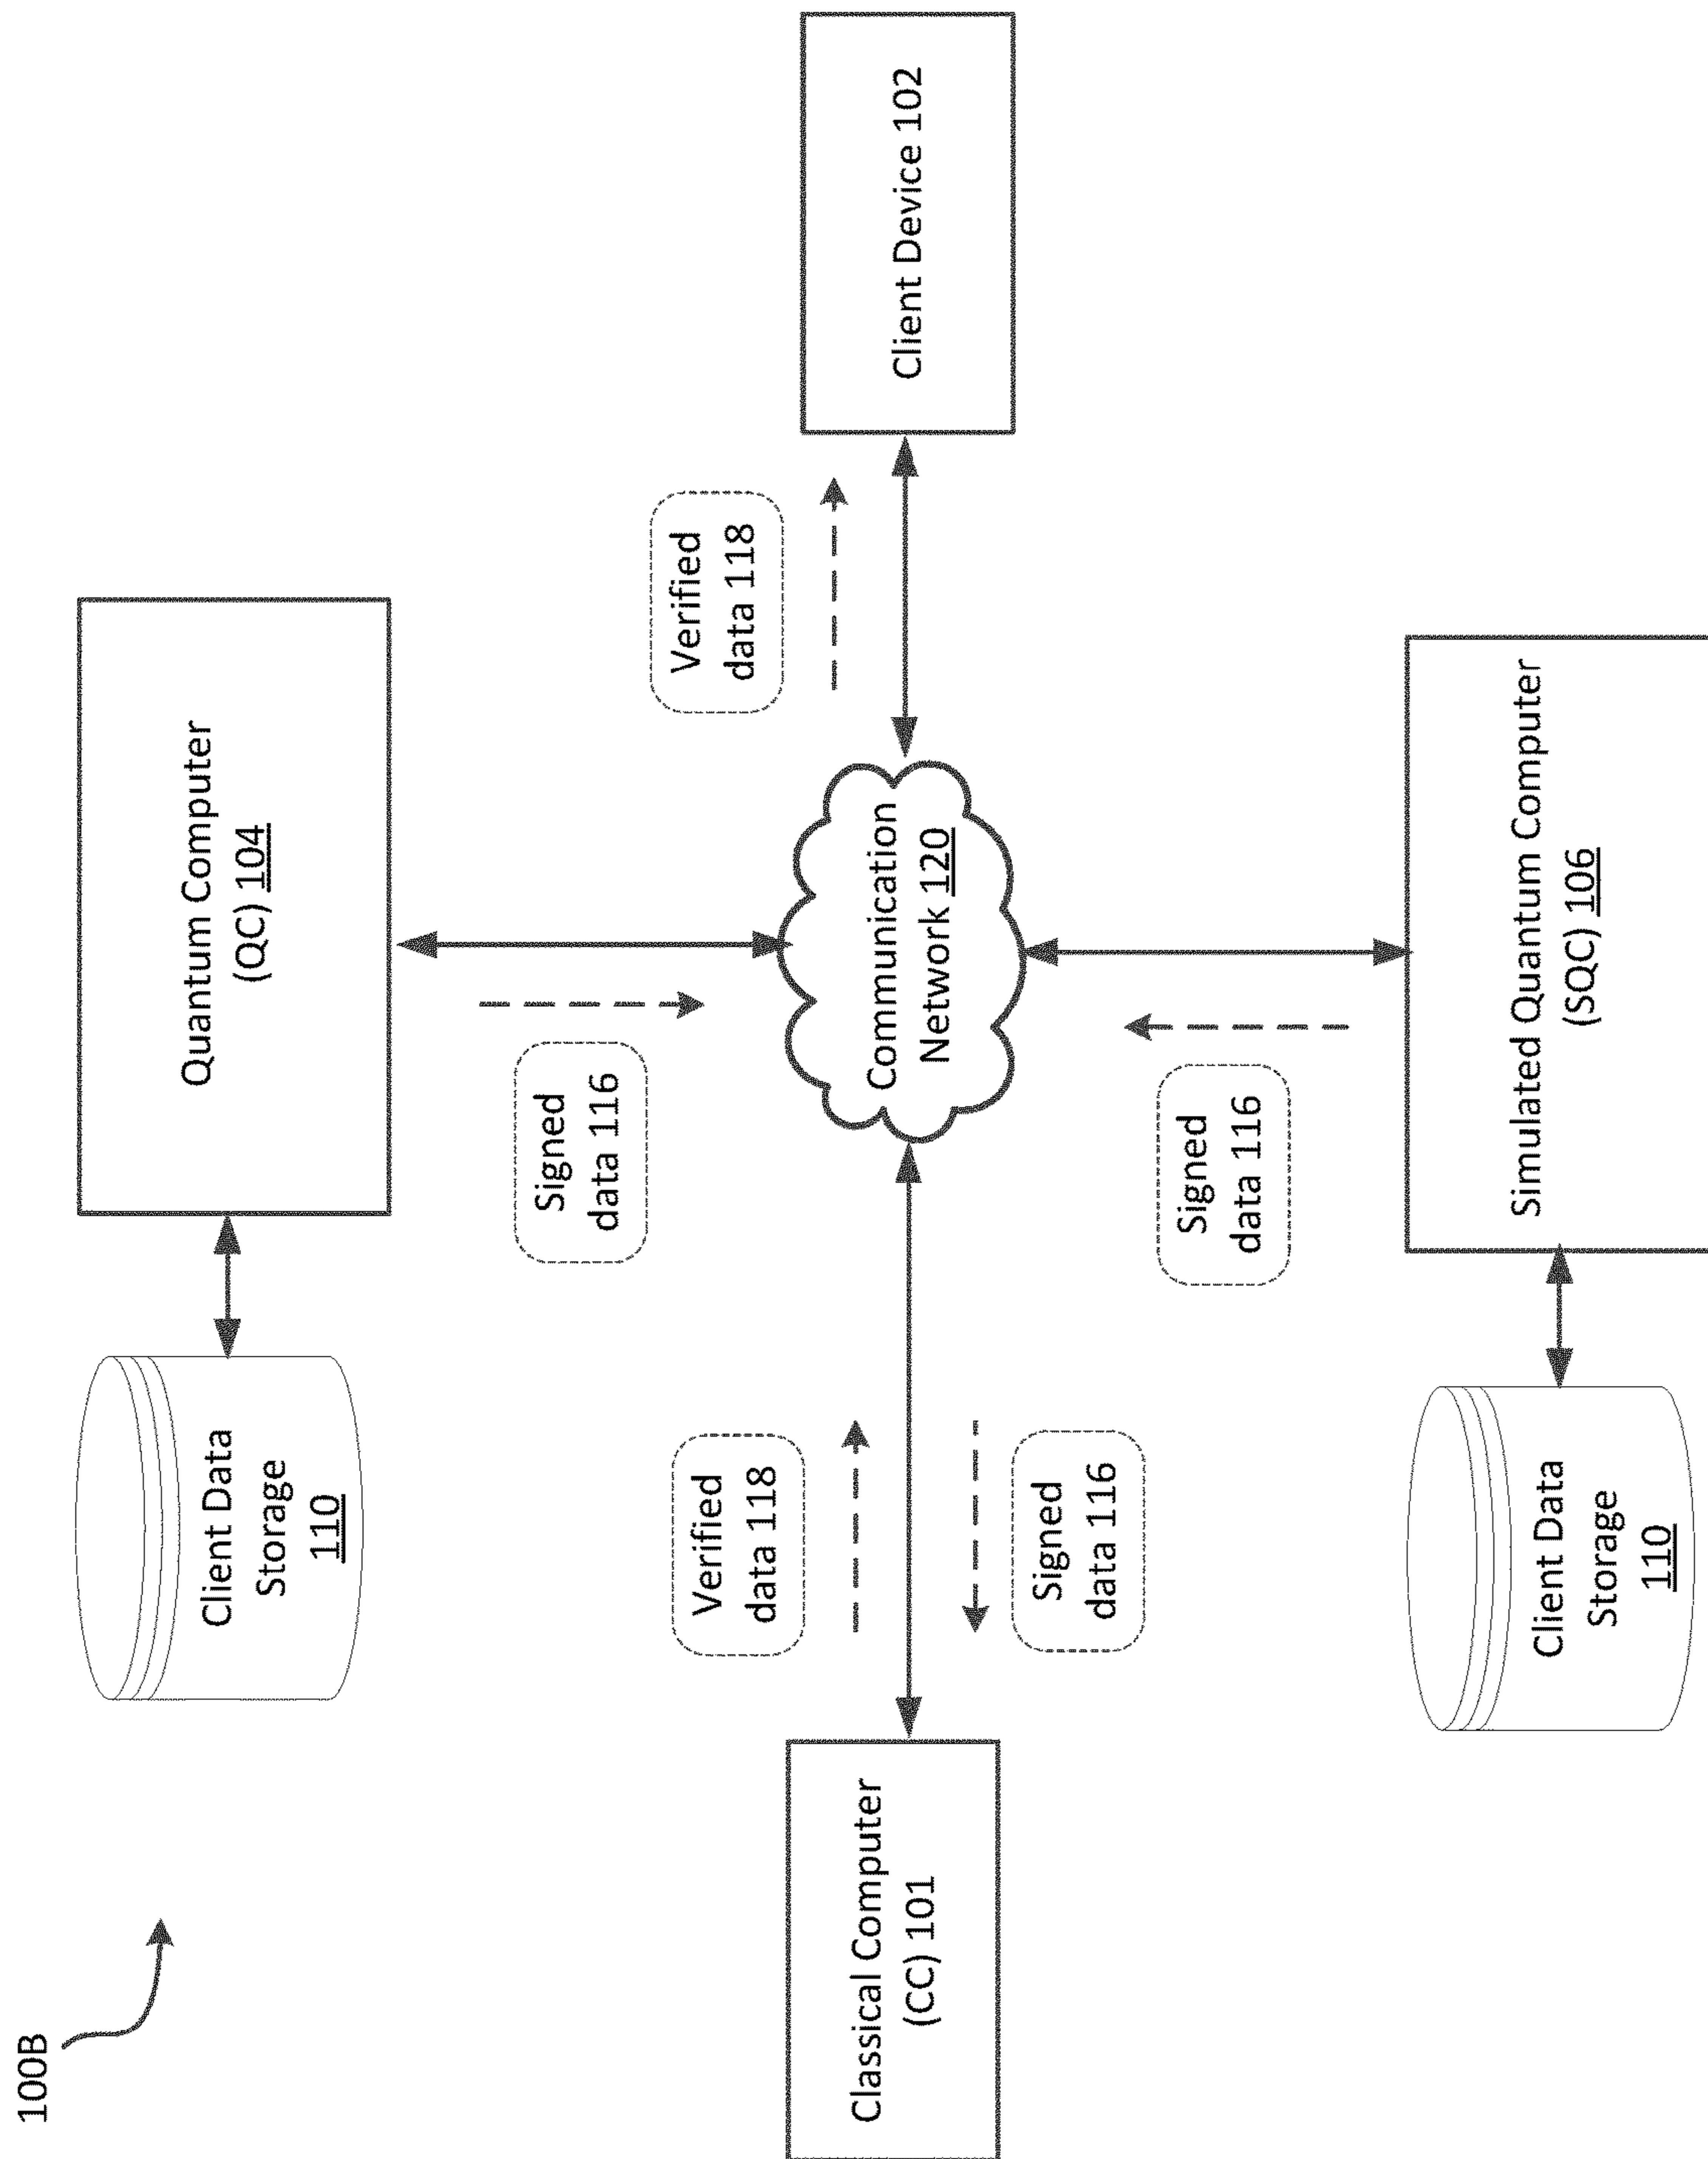 100B
Client Data
Storage
110
Quantum Computer
(QC) 104
Signed
data 116
Verified
data 118
Verified
data 118
Classical Computer
(CC) 101
Communication
Network 120
Client Device 102
Signed
data 116
Signed
data 116
Client Data
Storage
110
Simulated Quantum Computer
(SQC) 106